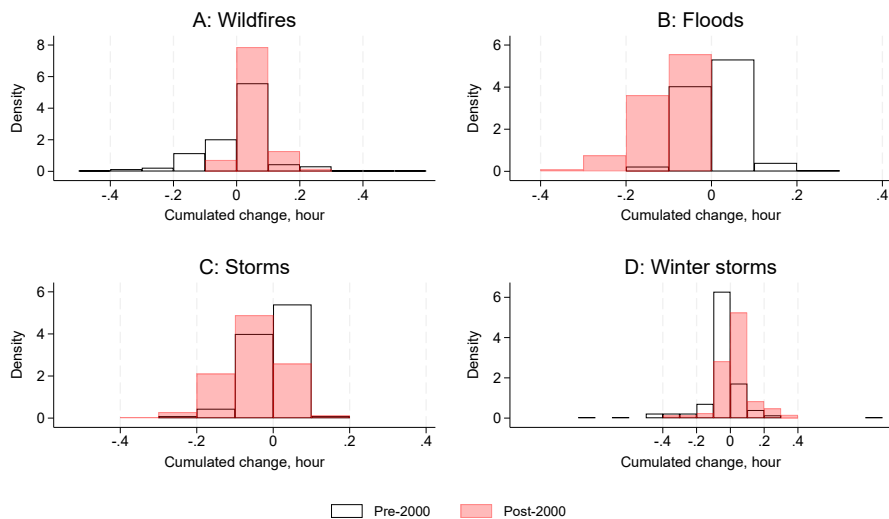 A: Wildfires
8
6
4
2
0
Density
-.4
-.2
0
.2
.4
Cumulated change, hour
B: Floods
6
4
2
0
Density
-.4
-.2
0
.2
.4
Cumulated change, hour
C: Storms
6
4
2
0
Density
-.4
-.2
0
.2
.4
Cumulated change, hour
D: Winter storms
6
4
2
0
Density
-.4
-.2
0
.2
.4
Cumulated change, hour
Pre-2000
Post-2000